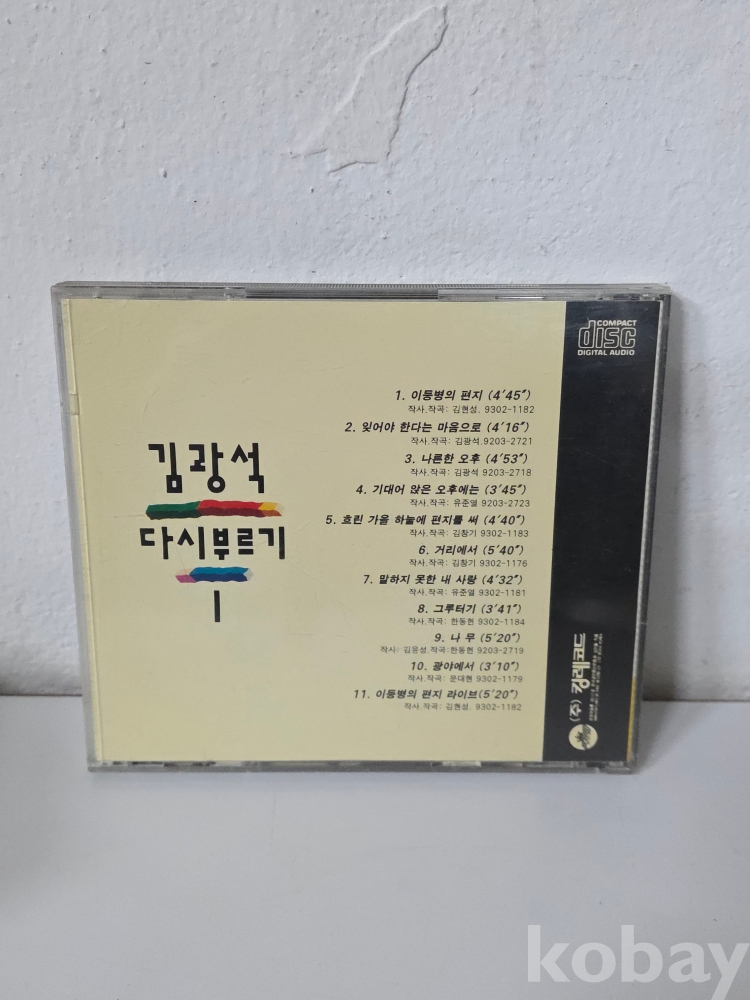 COMPACT
disc
DIGITAL AUDIO
김광석
다시부르기
I
1. 이등병의 편지 (4'45")
작사.작곡: 김현성. 9302-1182
2. 잊어야 한다는 마음으로 (4'16")
작사.작곡: 김광석.9203-2721
3. 나른한 오후 (4'53")
작사.작곡: 김광석 9203-2718
4. 기대어 앉은 오후에는 (3'45")
작사.작곡: 유준열 9203-2723
5. 흐린 가을 하늘에 편지를 써 (4'40")
작사.작곡: 김창기 9302-1183
6. 거리에서 (5'40")
작사.작곡: 김창기 9302-1176
7. 말하지 못한 내 사랑 (4'32")
작사.작곡: 유준열 9302-1181
8. 그루터기 (3'41")
작사.작곡: 한동현 9302-1184
9. 나 무 (5'20")
작사: 김윤성.작곡:한동현 9203-2719
10. 광야에서 (3'10")
작사.작곡: 문대현 9302-1179
11. 이등병의 편지 라이브(5'20")
작사.작곡: 김현성. 9302-1182
(주) 킹레코드
kobay